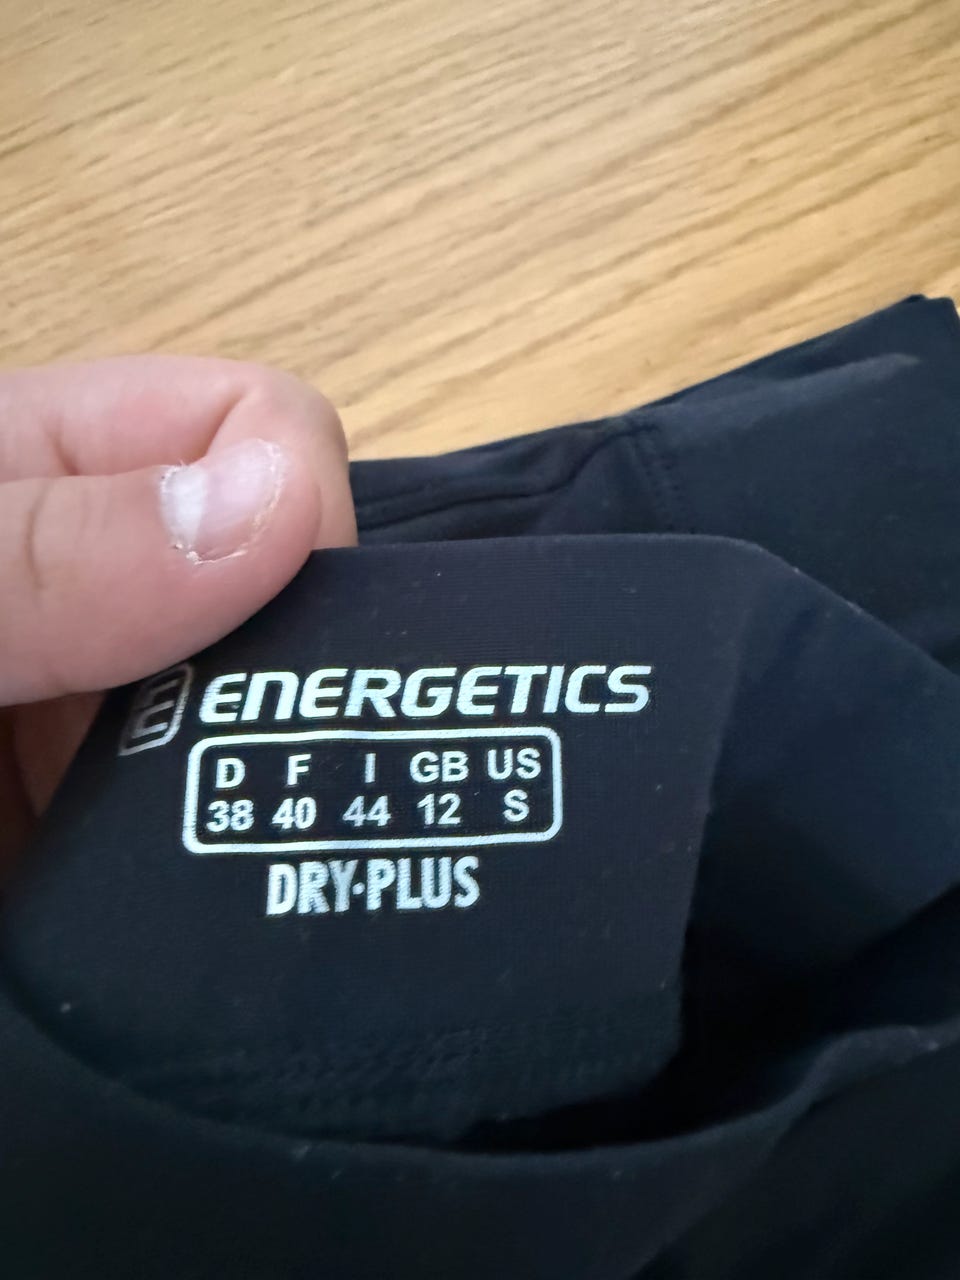 ENERGETICS
D F I GB US
38 40 44 12 S
DRY·PLUS